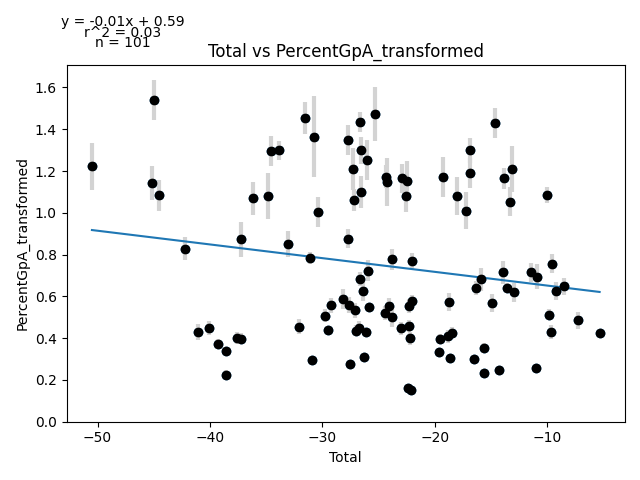 y = -0.01x + 0.59
r^2 = 0.03
n = 101
Total vs PercentGpA_transformed
PercentGpA_transformed
1.6
1.4
1.2
1.0
0.8
0.6
0.4
0.2
0.0
−50
−40
−30
−20
−10
Total